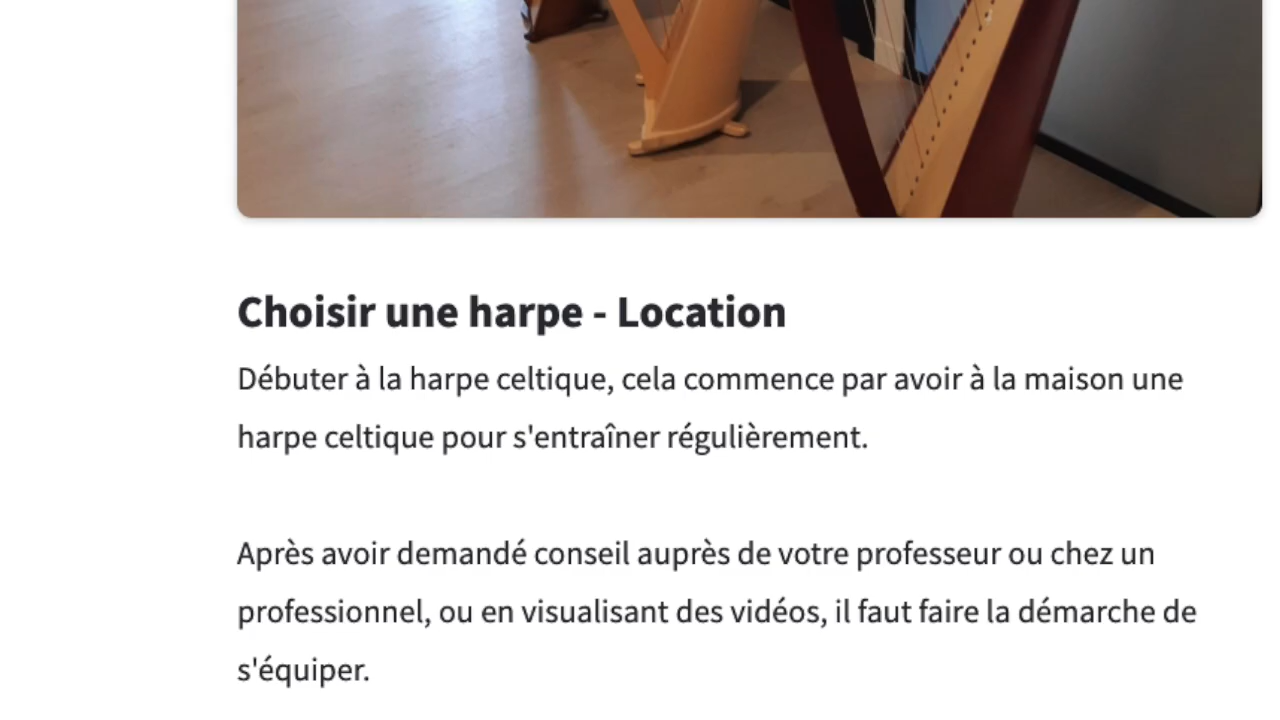 Choisir une harpe - Location
Débuter à la harpe celtique, cela commence par avoir à la maison une
harpe celtique pour s'entraîner régulièrement.
Après avoir demandé conseil auprès de votre professeur ou chez un
professionnel, ou en visualisant des vidéos, il faut faire la démarche de
s'équiper.